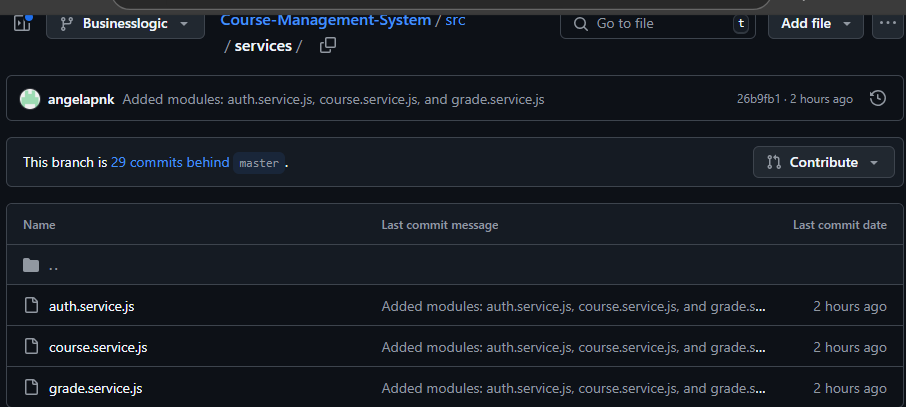 Businesslogic
Course-Management-System / src
/ services /
Go to file
t
Add file
angelapnk Added modules: auth.service.js, course.service.js, and grade.service.js
26b9fb1 · 2 hours ago
This branch is 29 commits behind master .
Contribute
Name Last commit message Last commit date
..
auth.service.js Added modules: auth.service.js, course.service.js, and grade.s... 2 hours ago
course.service.js Added modules: auth.service.js, course.service.js, and grade.s... 2 hours ago
grade.service.js Added modules: auth.service.js, course.service.js, and grade.s... 2 hours ago